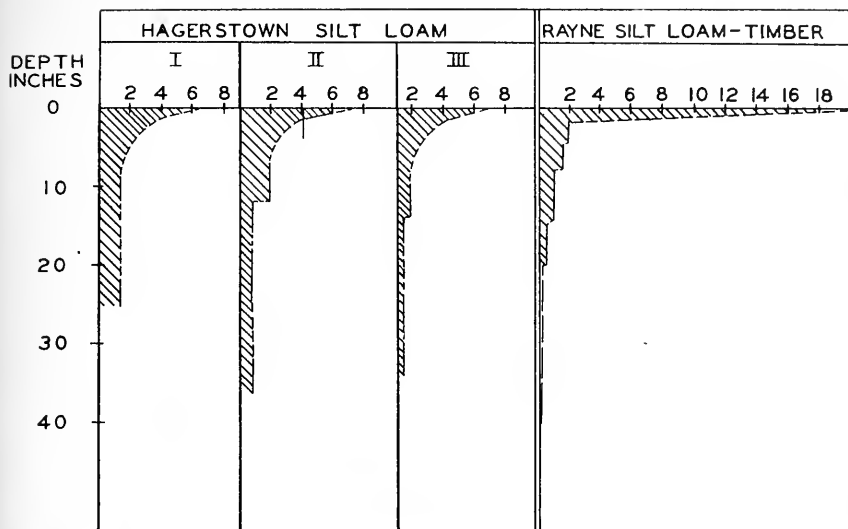 HAGERSTOWN SILT LOAM
RAYNE SILT LOAM-TIMBER
I II III
DEPTH
INCHES
2 4 6 8 2 4 6 8 2 4 6 8 2 4 6 8 10 12 14 16 18
0
10
20
30
40